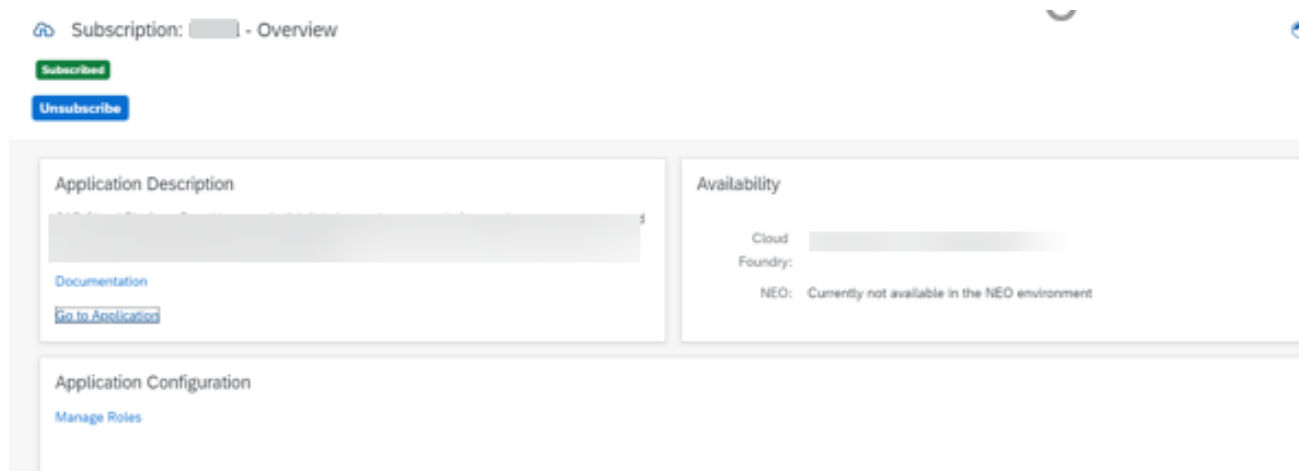 Subscription: - Overview
Subscribed
Unsubscribe
Application Description
Documentation
Go to Application
Availability
Cloud
Foundry:
NEO: Currently not available in the NEO environment
Application Configuration
Manage Roles